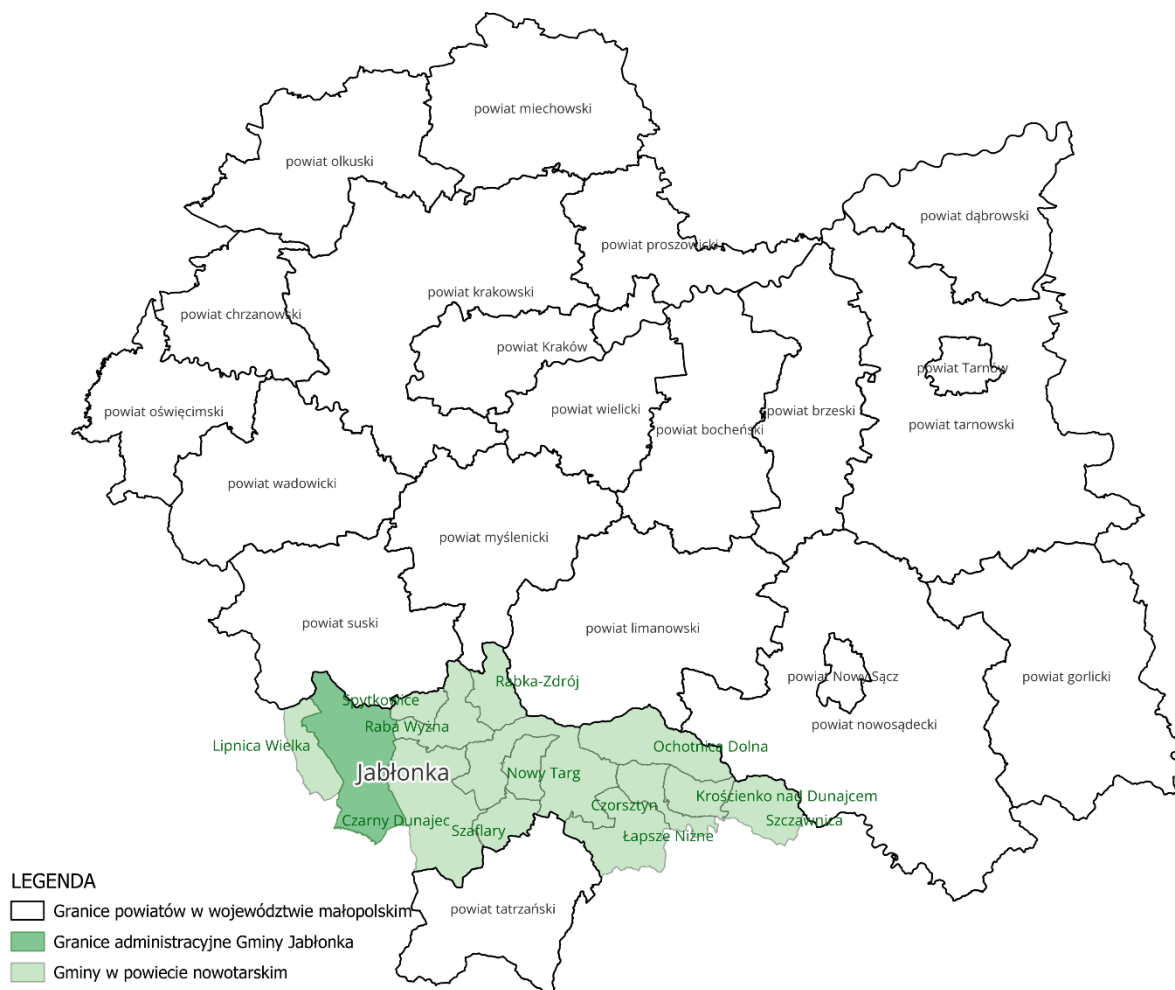 powiat miechowski
powiat olkuski
powiat dąbrowski
powiat proszowicki
powiat krakowski
powiat chrzanowski
powiat Kraków
powiat Tarnów
powiat oświęcimski
powiat wielicki
powiat brzeski
powiat bocheński
powiat tarnowski
powiat wadowicki
powiat myślenicki
powiat suski
powiat limanowski
powiat Nowy Sącz
powiat gorlicki
Rabka-Zdrój
Spytkowice
powiat nowosądecki
Raba Wyżna
Lipnica Wielka
Ochotnica Dolna
Jabłonka
Nowy Targ
Krościenko nad Dunajcem
Czorsztyn
Czarny Dunajec
Szczawnica
Szaflary
Łapsze Niżne
powiat tatrzański
LEGENDA
Granice powiatów w województwie małopolskim
Granice administracyjne Gminy Jabłonka
Gminy w powiecie nowotarskim